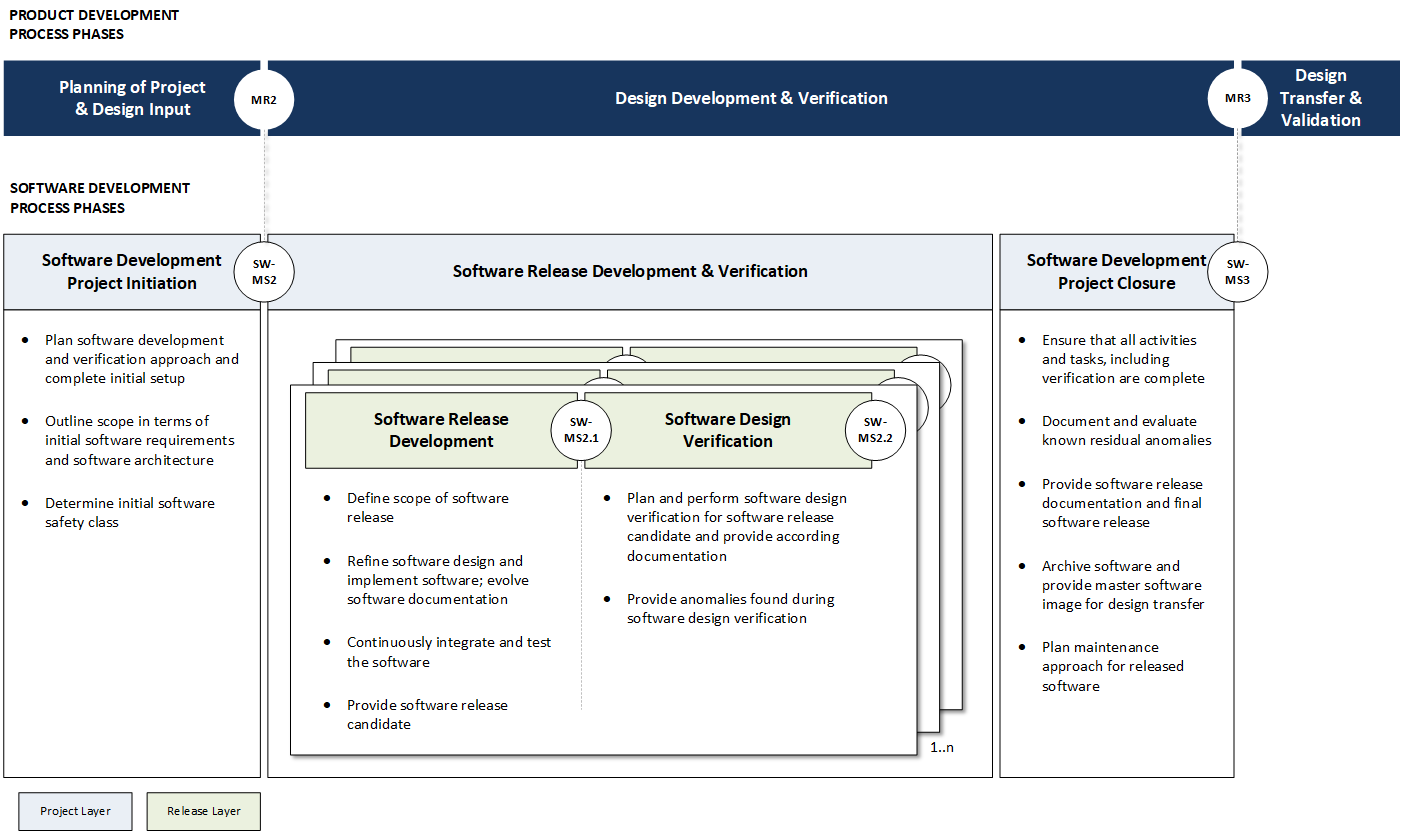 PRODUCT DEVELOPMENT
PROCESS PHASES
Planning of Project
& Design Input
MR2
Design Development & Verification
MR3
Design
Transfer &
Validation
SOFTWARE DEVELOPMENT
PROCESS PHASES
Software Development
Project Initiation
SW-
MS2
Software Release Development & Verification
Software Development
Project Closure
SW-
MS3
• Plan software development
and verification approach and
complete initial setup
• Outline scope in terms of
initial software requirements
and software architecture
• Determine initial software
safety class
Software Release
Development
SW-
MS2.1
Software Design
Verification
SW-
MS2.2
• Define scope of software
release
• Refine software design and
implement software; evolve
software documentation
• Continuously integrate and test
the software
• Provide software release
candidate
• Plan and perform software design
verification for software release
candidate and provide according
documentation
• Provide anomalies found during
software design verification
1..n
• Ensure that all activities
and tasks, including
verification are complete
• Document and evaluate
known residual anomalies
• Provide software release
documentation and final
software release
• Archive software and
provide master software
image for design transfer
• Plan maintenance
approach for released
software
Project Layer
Release Layer